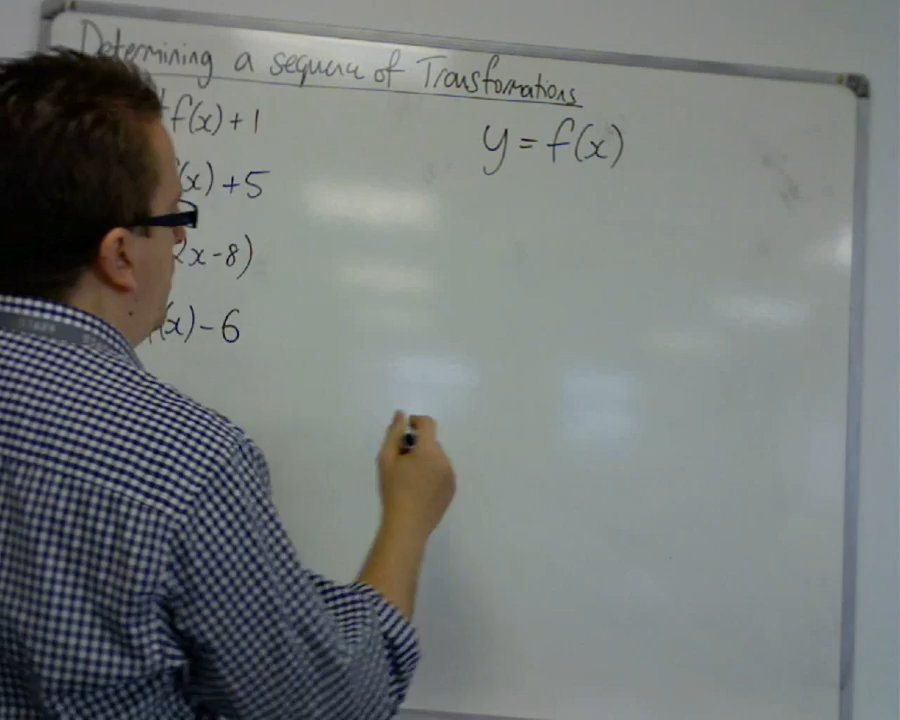 Determining a sequence of Transformations
f(x) + 1
y = f(x)
(x) + 5
2x - 8)
(x) - 6